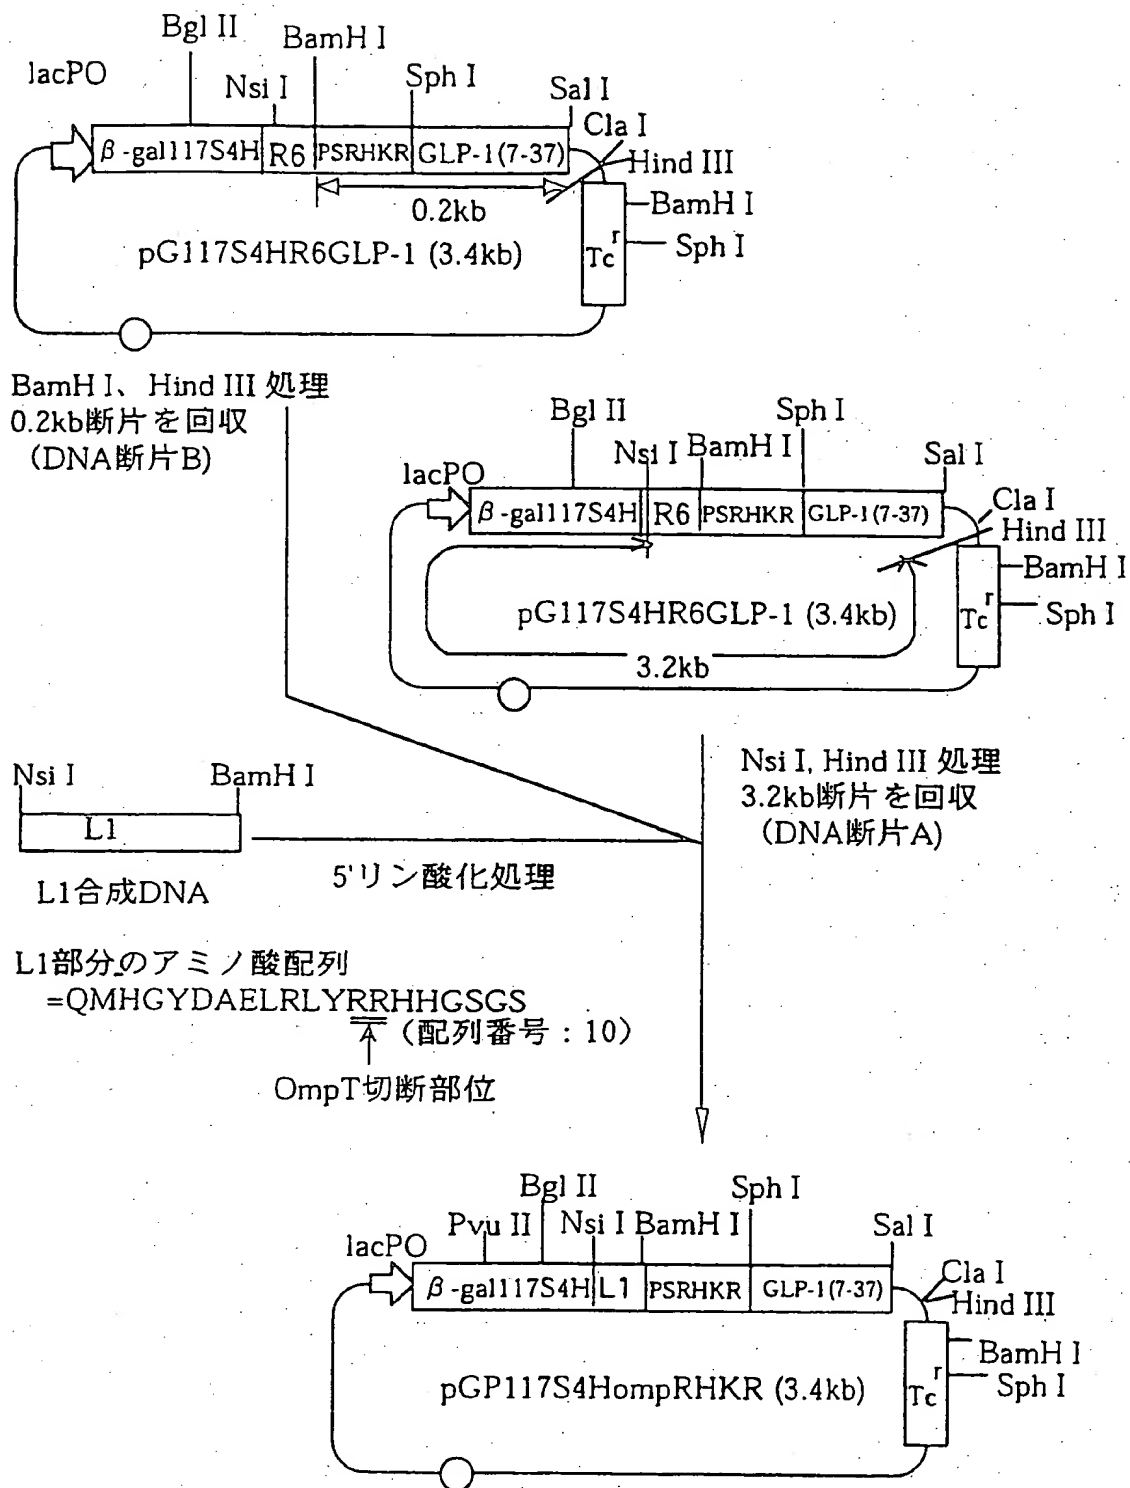 Bgl II
BamH I
lacPO
Nsi I
Sph I
Sal I
Cla I
β-gal117S4H R6 PSRHKR GLP-1(7-37)
Hind III
0.2kb
BamH I
Tc r
Sph I
pG117S4HR6GLP-1 (3.4kb)
BamH I、Hind III 処理
0.2kb断片を回収
(DNA断片B)
Bgl II
Sph I
Nsi I
BamH I
Sal I
lacPO
Cla I
β-gal117S4H R6 PSRHKR GLP-1(7-37)
Hind III
BamH I
Tc r
Sph I
pG117S4HR6GLP-1 (3.4kb)
3.2kb
Nsi I
BamH I
L1
L1合成DNA
5'リン酸化処理
Nsi I, Hind III 処理
3.2kb断片を回収
(DNA断片A)
L1部分のアミノ酸配列
=QMHGYDAELRLYRRHHGSGS
(配列番号:10)
OmpT切断部位
Bgl II
Sph I
Pvu II
Nsi I
BamH I
Sal I
lacPO
Cla I
β-gal117S4H L1 PSRHKR GLP-1(7-37)
Hind III
BamH I
Tc r
Sph I
pGP117S4HompRHKR (3.4kb)